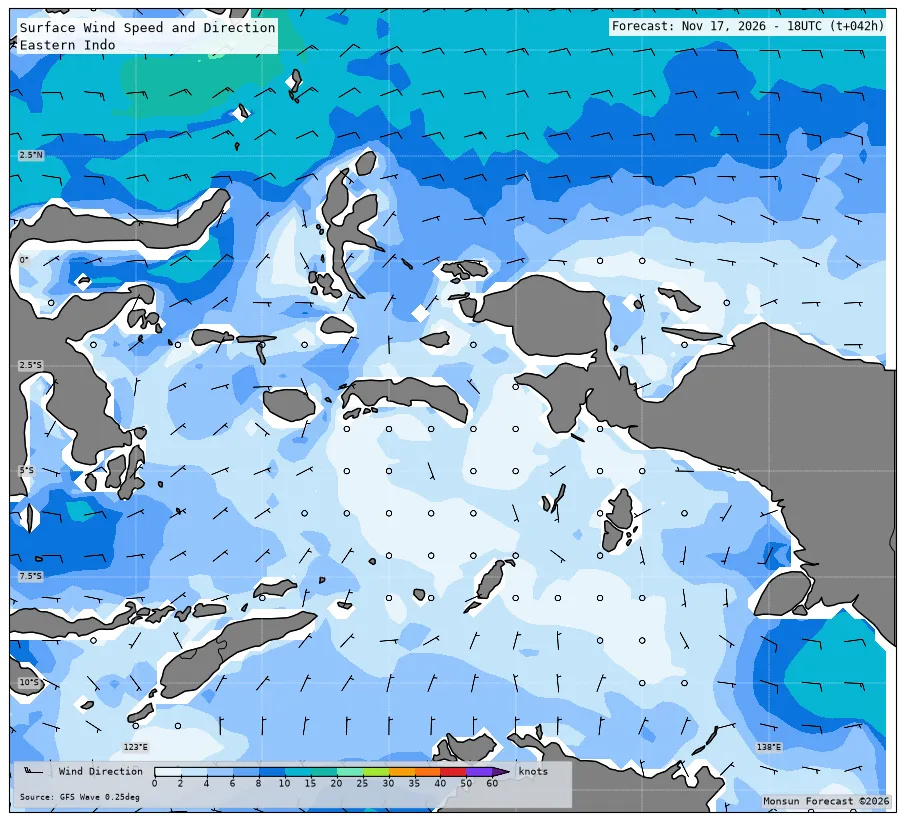 Surface Wind Speed and Direction
Eastern Indo
Forecast: Nov 17, 2026 - 18UTC (t+042h)
2.5°N
0°
2.5°S
5°S
7.5°S
10°S
123°E
138°E
Wind Direction
knots
0 2 4 6 8 10 15 20 25 30 35 40 50 60
Source: GFS Wave 0.25deg
Monsun Forecast ©2026